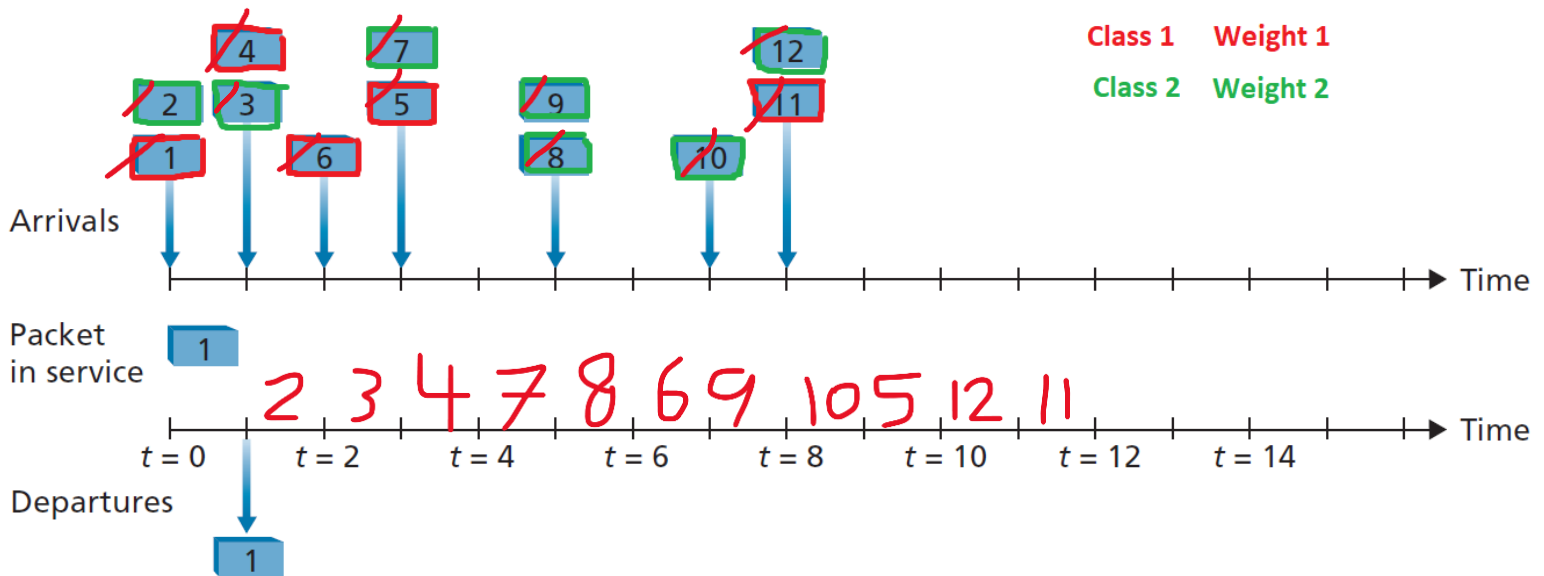 4 7 12
Class 1 Weight 1
2 3 5 9 11
Class 2 Weight 2
1 6 8 10
Arrivals
Time
Packet
in service
1
2 3 4 7 8 6 9 10 5 12 11
Time
t = 0 t = 2 t = 4 t = 6 t = 8 t = 10 t = 12 t = 14
Departures
1